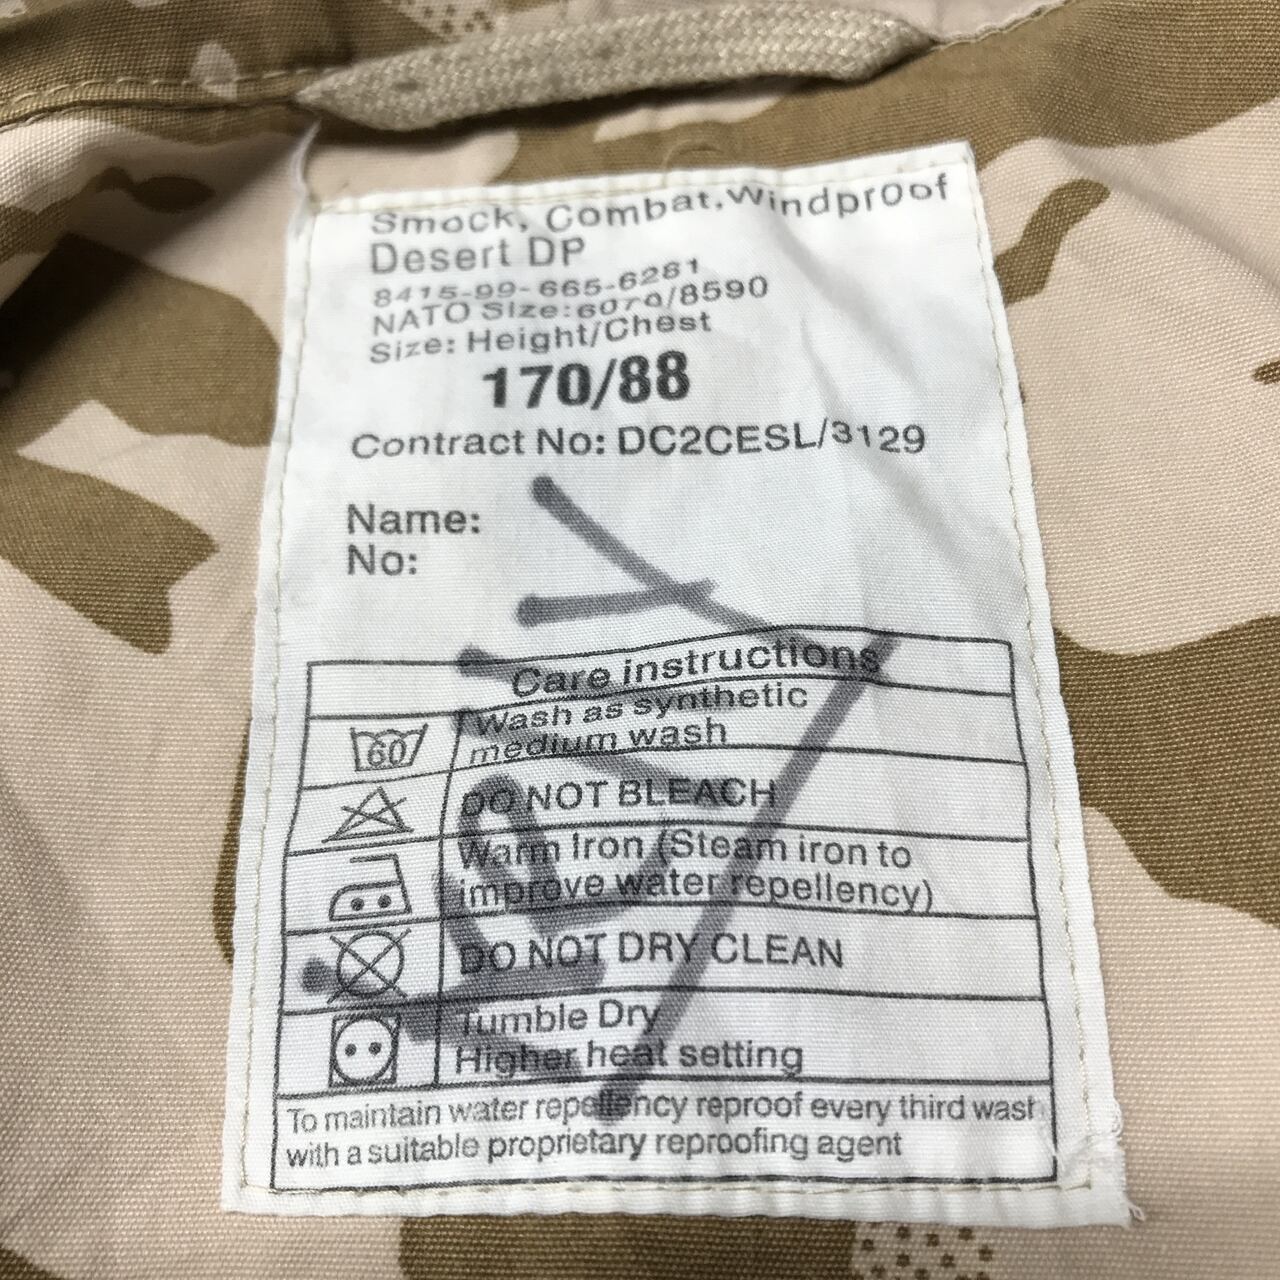 Smock, Combat, Windproof
Desert DP
8415-99-665-6281
NATO Size: 6070/8590
Size: Height/Chest
170/88
Contract No: DC2CESL/3129
Name:
No:
Care instructions
60
Wash as synthetic
medium wash
DO NOT BLEACH
Warm Iron (Steam iron to
improve water repellency)
DO NOT DRY CLEAN
Tumble Dry
Higher heat setting
To maintain water repellency reproof every third wash
with a suitable proprietary reproofing agent